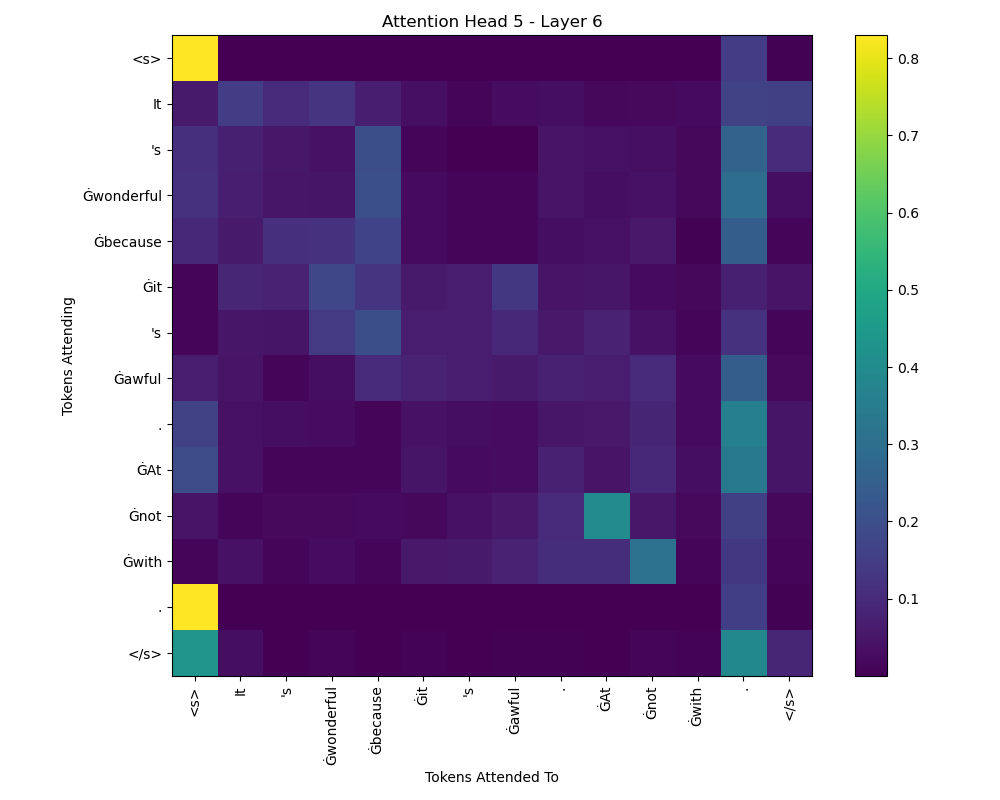 Attention Head 5 - Layer 6
Tokens Attending
<s>
It
's
Ġwonderful
Ġbecause
Ġit
's
Ġawful
.
ĠAt
Ġnot
Ġwith
.
</s>
<s>
It
's
Ġwonderful
Ġbecause
Ġit
's
Ġawful
.
ĠAt
Ġnot
Ġwith
.
</s>
Tokens Attended To
0.8
0.7
0.6
0.5
0.4
0.3
0.2
0.1